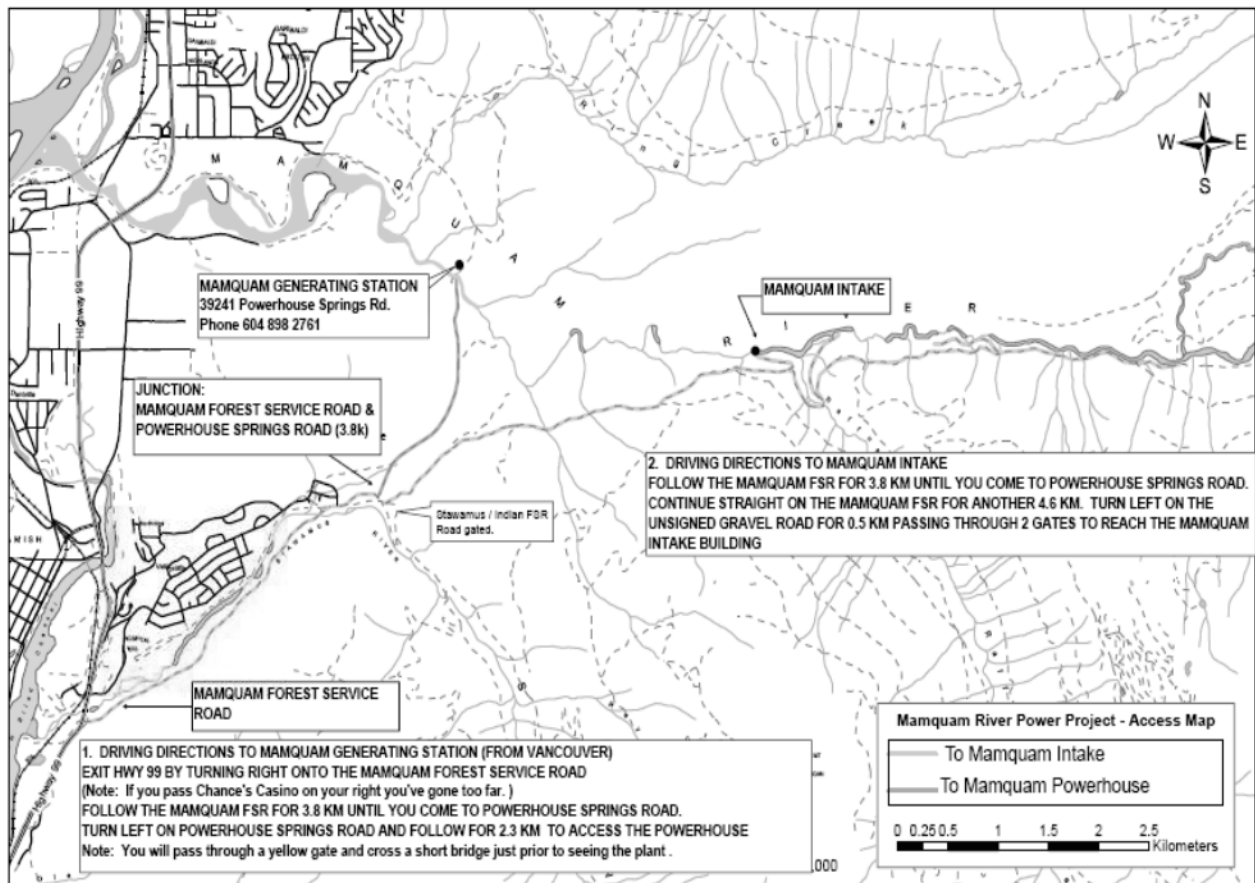 Highway 99
N
W E
S
M A M Q U A M R I V E R
MAMQUAM GENERATING STATION
39241 Powerhouse Springs Rd.
Phone 604 898 2761
MAMQUAM INTAKE
JUNCTION:
MAMQUAM FOREST SERVICE ROAD &
POWERHOUSE SPRINGS ROAD (3.8k)
Stawamus / Indian FSR
Road gated.
2. DRIVING DIRECTIONS TO MAMQUAM INTAKE
FOLLOW THE MAMQUAM FSR FOR 3.8 KM UNTIL YOU COME TO POWERHOUSE SPRINGS ROAD.
CONTINUE STRAIGHT ON THE MAMQUAM FSR FOR ANOTHER 4.6 KM. TURN LEFT ON THE
UNSIGNED GRAVEL ROAD FOR 0.5 KM PASSING THROUGH 2 GATES TO REACH THE MAMQUAM
INTAKE BUILDING
MAMQUAM FOREST SERVICE
ROAD
Highway 99
1. DRIVING DIRECTIONS TO MAMQUAM GENERATING STATION (FROM VANCOUVER)
EXIT HWY 99 BY TURNING RIGHT ONTO THE MAMQUAM FOREST SERVICE ROAD
(Note: If you pass Chance's Casino on your right you've gone too far. )
FOLLOW THE MAMQUAM FSR FOR 3.8 KM UNTIL YOU COME TO POWERHOUSE SPRINGS ROAD.
TURN LEFT ON POWERHOUSE SPRINGS ROAD AND FOLLOW FOR 2.3 KM TO ACCESS THE POWERHOUSE
Note: You will pass through a yellow gate and cross a short bridge just prior to seeing the plant .
,000
Mamquam River Power Project - Access Map
To Mamquam Intake
To Mamquam Powerhouse
0 0.25 0.5 1 1.5 2 2.5
Kilometers